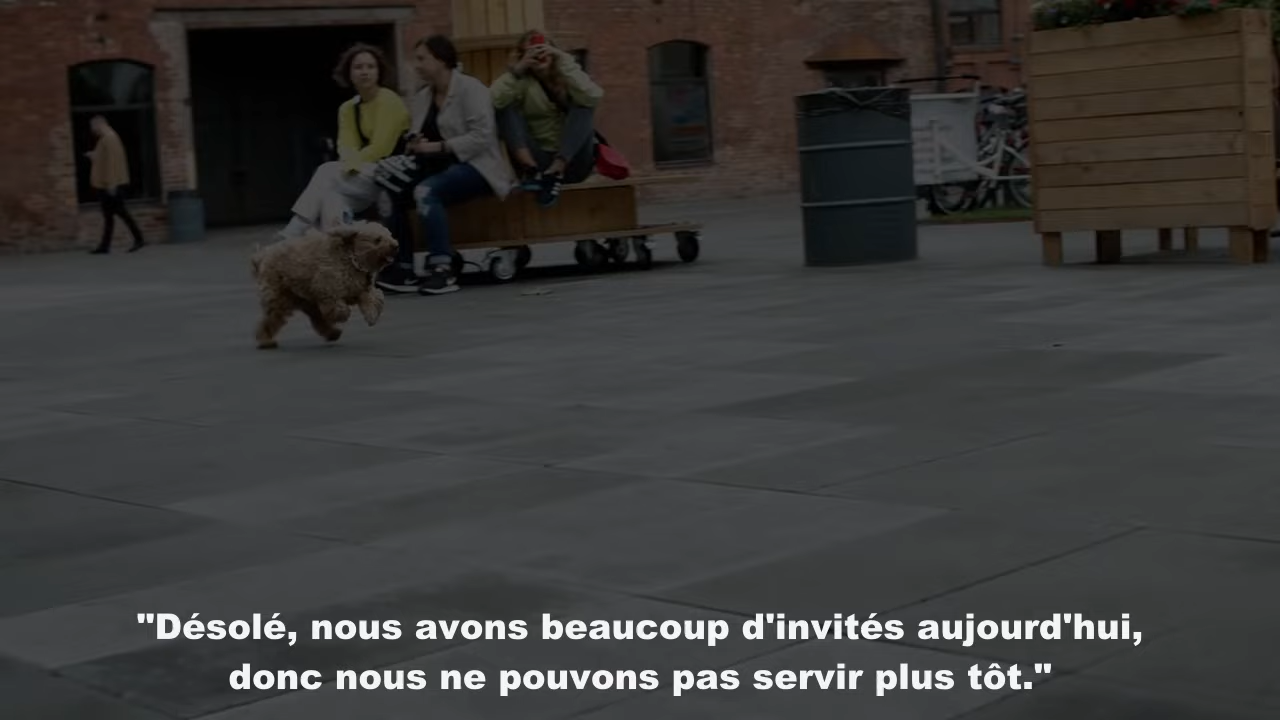 "Désolé, nous avons beaucoup d'invités aujourd'hui,
donc nous ne pouvons pas servir plus tôt."